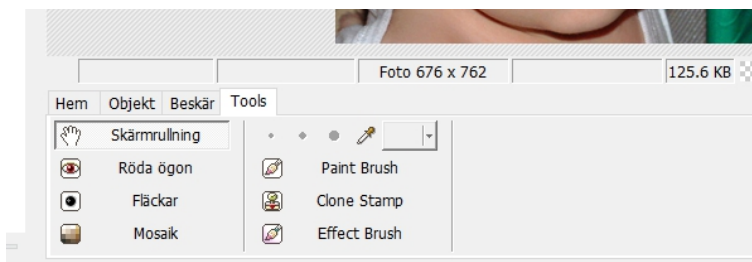 Foto 676 x 762 125.6 KB
Hem Objekt Beskär Tools
Skärmrullning
Röda ögon Paint Brush
Fläckar Clone Stamp
Mosaik Effect Brush